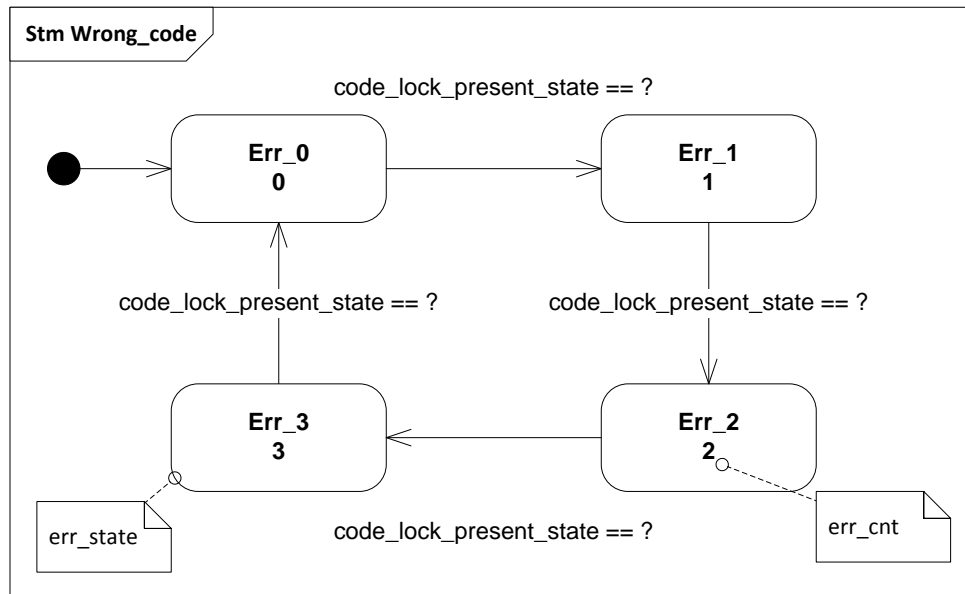 Stm Wrong_code
code_lock_present_state == ?
Err_0
0
Err_1
1
code_lock_present_state == ?
code_lock_present_state == ?
Err_3
3
Err_2
2
err_state
code_lock_present_state == ?
err_cnt